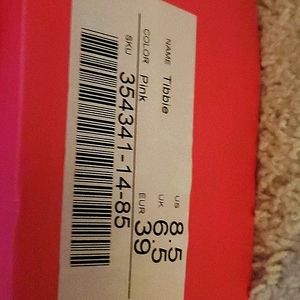 NAME Tibbie US 8.5
COLOR Pink UK 6.5
EUR 39
SKU 354341-14-85